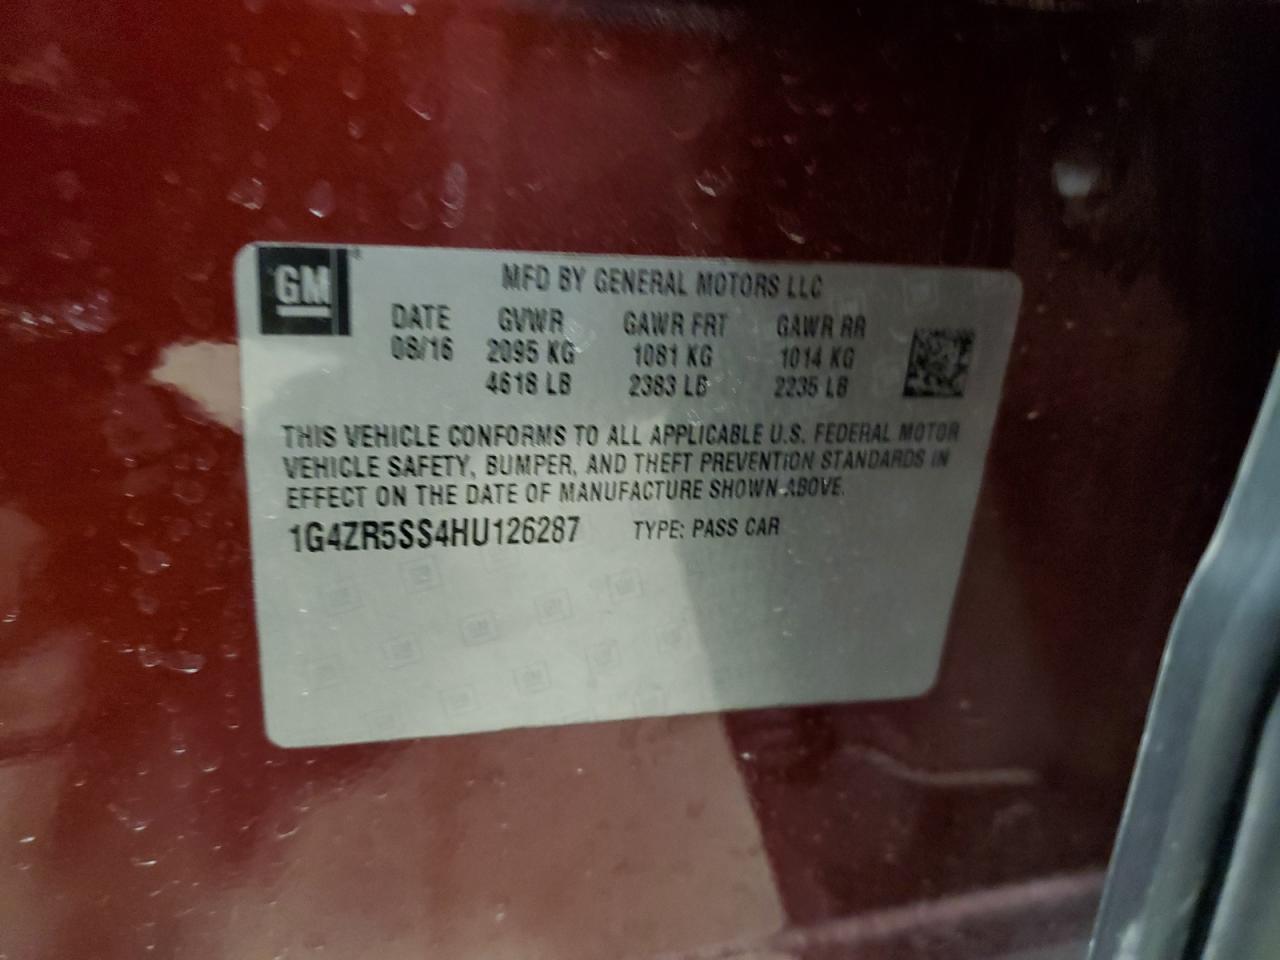 GM
MFD BY GENERAL MOTORS LLC
DATE GVWR GAWR FRT GAWR RR
08/16 2095 KG 1081 KG 1014 KG
4618 LB 2383 LB 2235 LB
THIS VEHICLE CONFORMS TO ALL APPLICABLE U.S. FEDERAL MOTOR
VEHICLE SAFETY, BUMPER, AND THEFT PREVENTION STANDARDS IN
EFFECT ON THE DATE OF MANUFACTURE SHOWN ABOVE.
1G4ZR5SS4HU126287 TYPE: PASS CAR